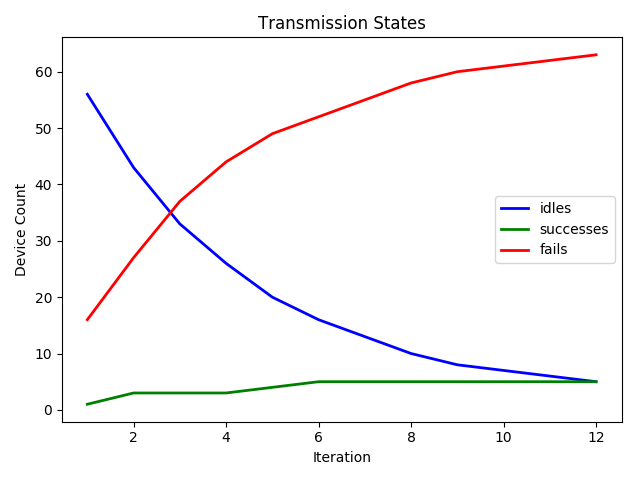 Transmission States
Device Count
60
50
40
30
20
10
0
idles
successes
fails
2
4
6
8
10
12
Iteration